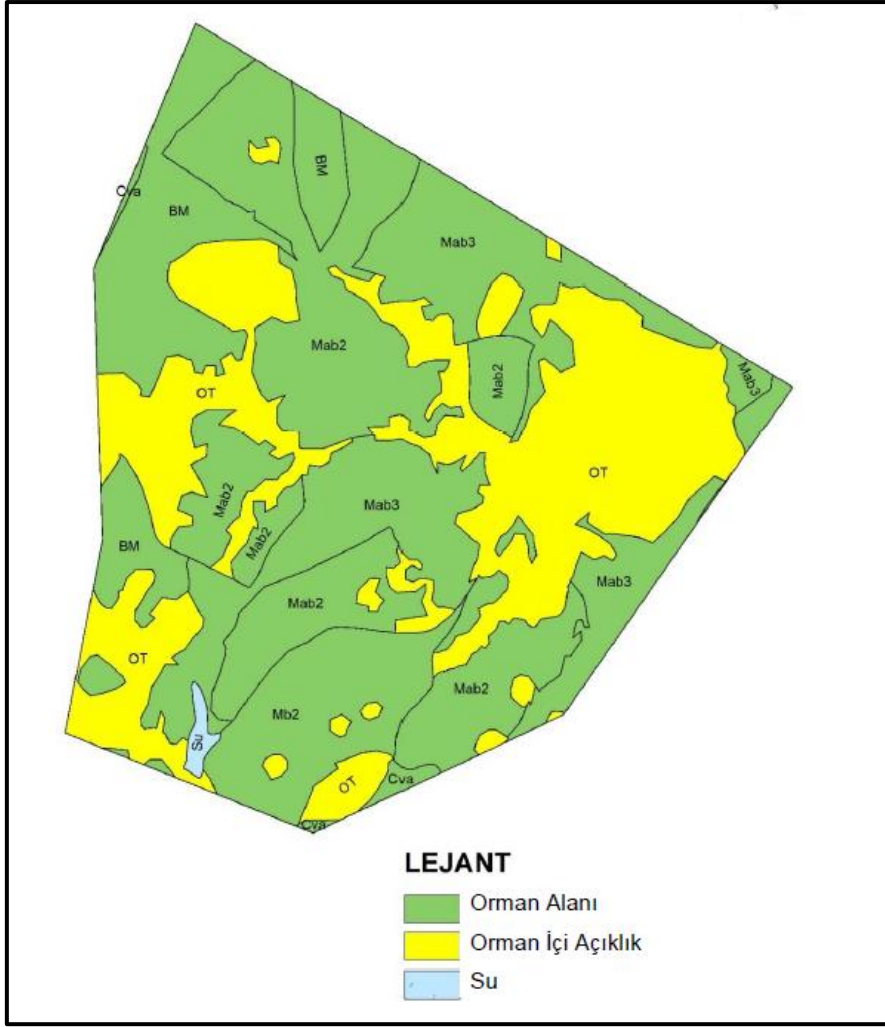 BM
Cva
BM
Mab3
Mab2
Mab2
Mab3
OT
OT
Mab2
Mab3
Mab2
BM
Mab3
Mab2
OT
Mab2
Mb2
Su
OT
Cva
Cva
LEJANT
Orman Alanı
Orman İçi Açıklık
Su